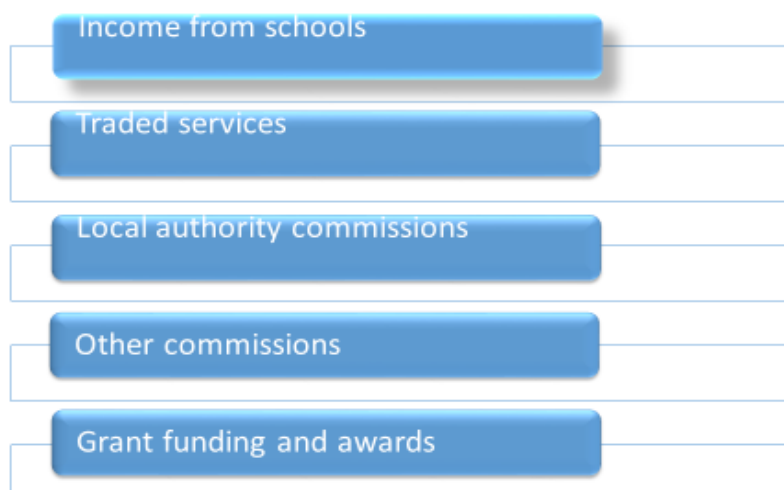 Income from schools
Traded services
Local authority commissions
Other commissions
Grant funding and awards